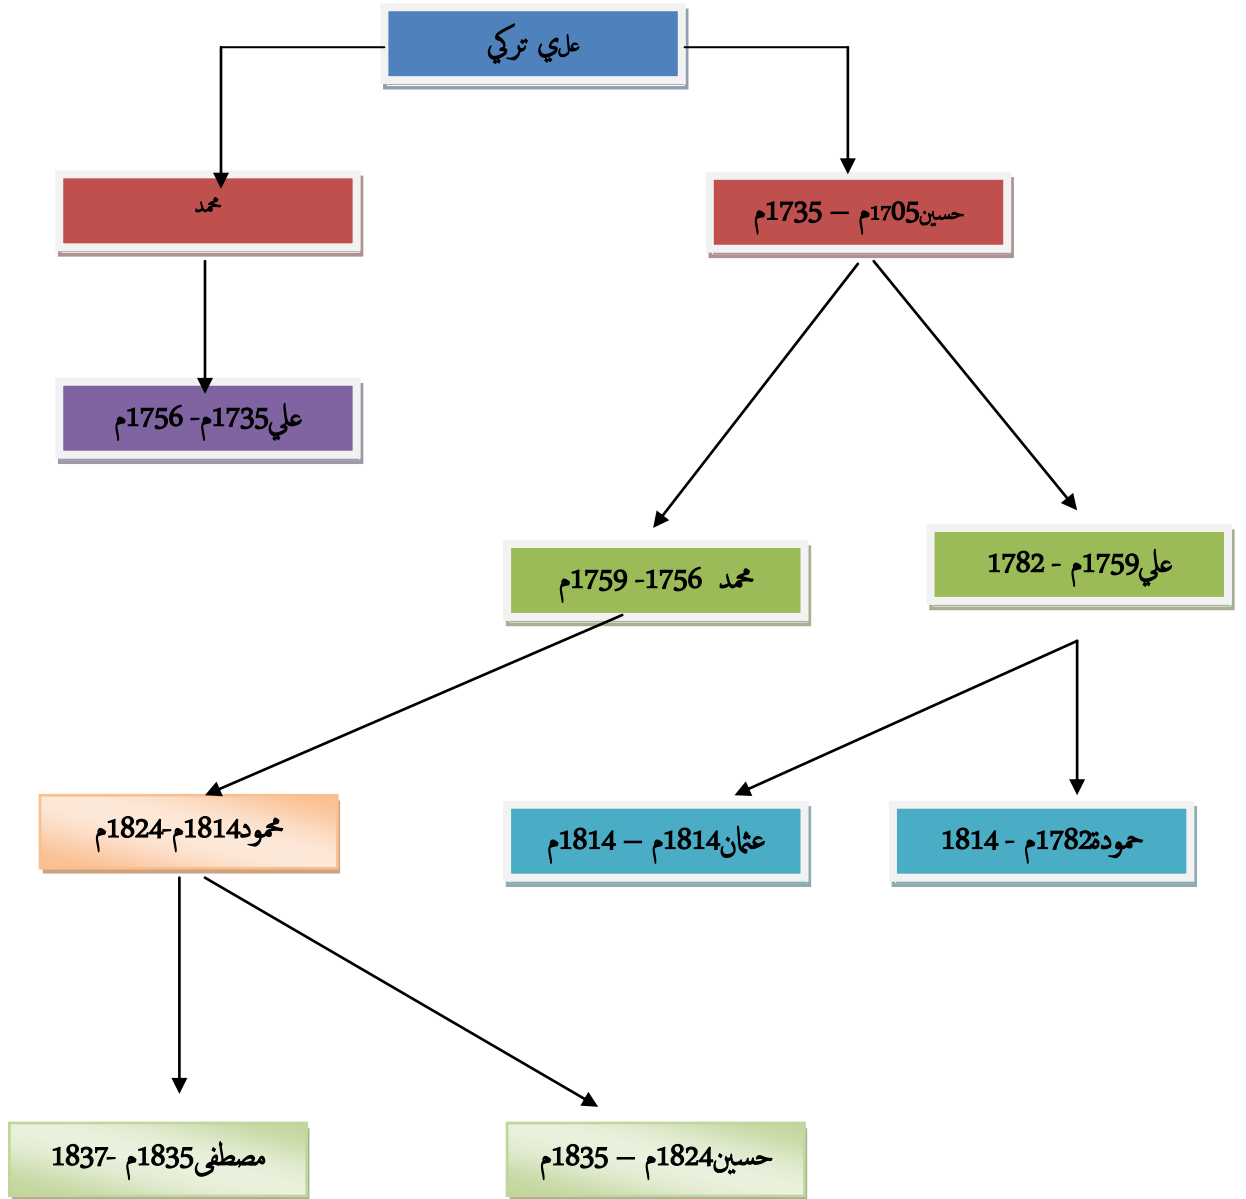 علي تركي
حسين1705م – 1735م
محمد
علي1735م- 1756م
علي1759م - 1782
محمد 1756- 1759م
حمودة1782م - 1814
عثمان1814م – 1814م
محمود1814م-1824م
حسين1824م – 1835م
مصطفى1835م -1837